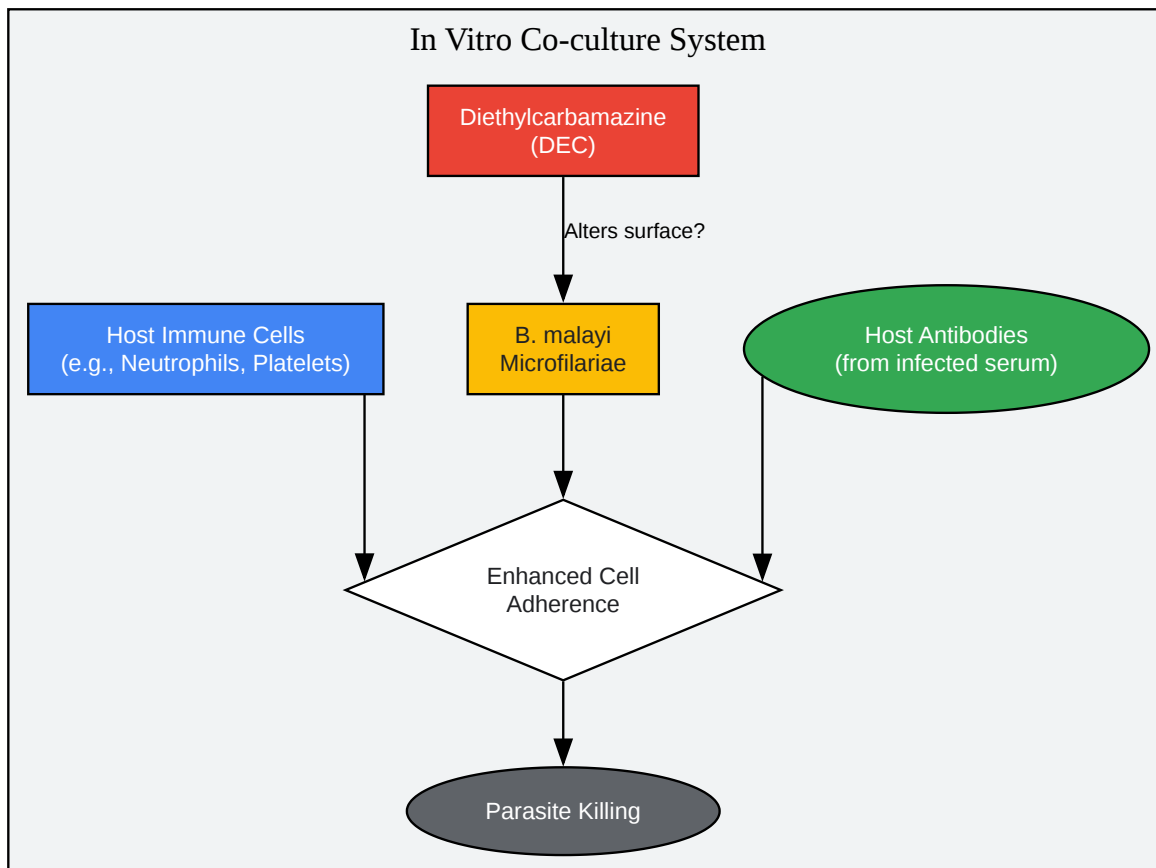 In Vitro Co-culture System
Diethylcarbamazine
(DEC)
Alters surface?
Host Immune Cells
(e.g., Neutrophils, Platelets)
B. malayi
Microfilariae
Host Antibodies
(from infected serum)
Enhanced Cell
Adherence
Parasite Killing